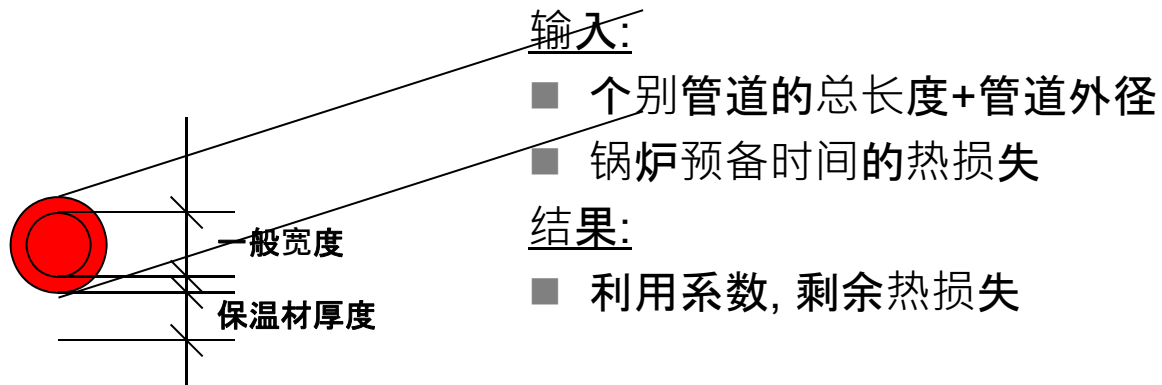 输入:
■ 个别管道的总长度+管道外径
■ 锅炉预备时间的热损失
结果:
■ 利用系数, 剩余热损失
一般宽度
保温材厚度